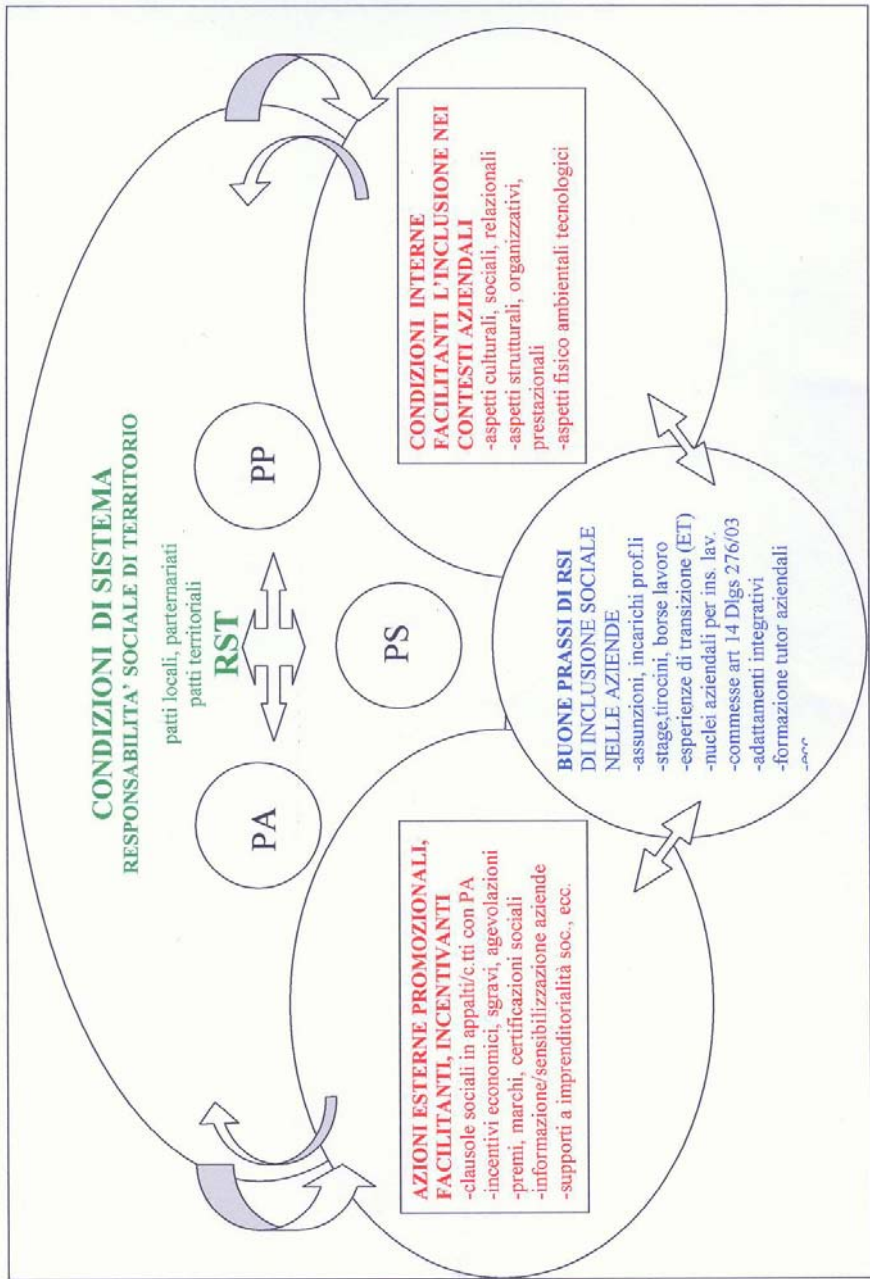 CONDIZIONI DI SISTEMA
RESPONSABILITA' SOCIALE DI TERRITORIO
patti locali, parternariati
patti territoriali
RST
PA
PS
PP
AZIONI ESTERNE PROMOZIONALI,
FACILITANTI, INCENTIVANTI
-clausole sociali in appalti/c.tti con PA
-incentivi economici, sgravi, agevolazioni
-premi, marchi, certificazioni sociali
-informazione/sensibilizzazione aziende
-supporti a imprenditorialità soc., ecc.
CONDIZIONI INTERNE
FACILITANTI L'INCLUSIONE NEI
CONTESTI AZIENDALI
-aspetti culturali, sociali, relazionali
-aspetti strutturali, organizzativi,
prestazionali
-aspetti fisico ambientali tecnologici
BUONE PRASSI DI RSI
DI INCLUSIONE SOCIALE
NELLE AZIENDE
-assunzioni, incarichi prof.li
-stage,tirocini, borse lavoro
-esperienze di transizione (ET)
-nuclei aziendali per ins. lav.
-commesse art 14 Dlgs 276/03
-adattamenti integrativi
-formazione tutor aziendali
-ecc